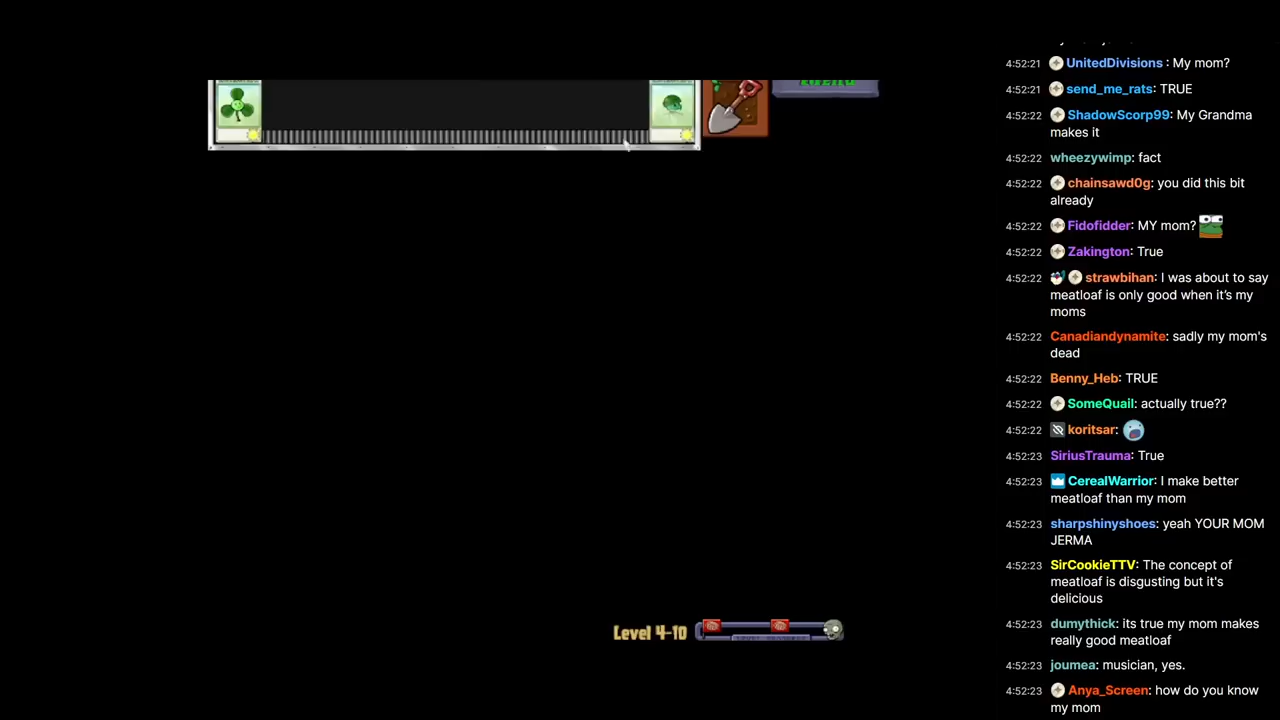 4:52:21 UnitedDivisions : My mom?
4:52:21 send_me_rats: TRUE
4:52:22 ShadowScorp99: My Grandma
makes it
4:52:22 wheezywimp: fact
4:52:22 chainsawd0g: you did this bit
already
4:52:22 Fidofidder: MY mom?
4:52:22 Zakington: True
4:52:22 strawbihan: I was about to say
meatloaf is only good when it's my
moms
4:52:22 Canadiandynamite: sadly my mom's
dead
4:52:22 Benny_Heb: TRUE
4:52:22 SomeQuail: actually true??
4:52:22 koritsar:
4:52:23 SiriusTrauma: True
4:52:23 CerealWarrior: I make better
meatloaf than my mom
4:52:23 sharpshinyshoes: yeah YOUR MOM
JERMA
4:52:23 SirCookieTTV: The concept of
meatloaf is disgusting but it's
delicious
4:52:23 dumythick: its true my mom makes
really good meatloaf
4:52:23 joumea: musician, yes.
4:52:23 Anya_Screen: how do you know
my mom
Level 4-10